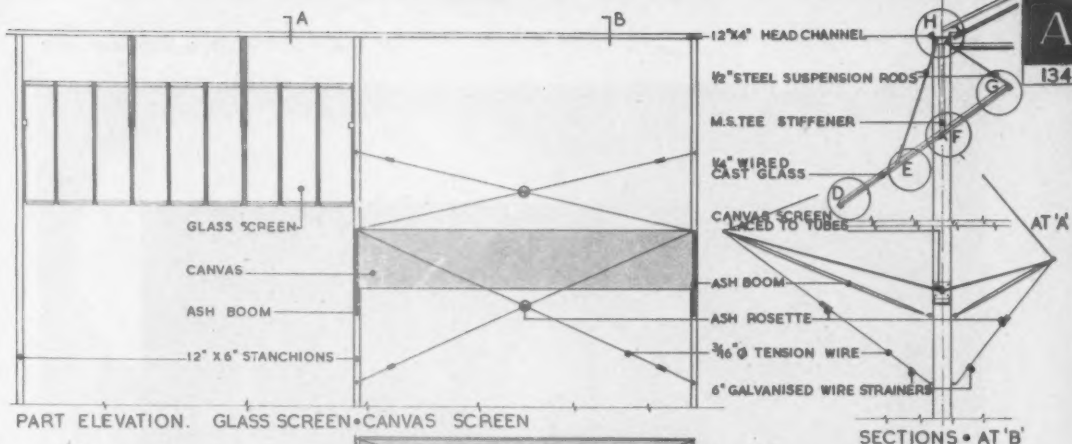 A
B
H
A
134
12"X4" HEAD CHANNEL
½" STEEL SUSPENSION RODS
G
M.S.TEE STIFFENER
F
¼" WIRED
CAST GLASS
E
D
GLASS SCREEN
CANVAS SCREEN
LACED TO TUBES
AT 'A'
CANVAS
ASH BOOM
ASH BOOM
ASH ROSETTE
12" X 6" STANCHIONS
3/16" Ø TENSION WIRE
6" GALVANISED WIRE STRAINERS
PART ELEVATION. GLASS SCREEN • CANVAS SCREEN
SECTIONS • AT 'B'